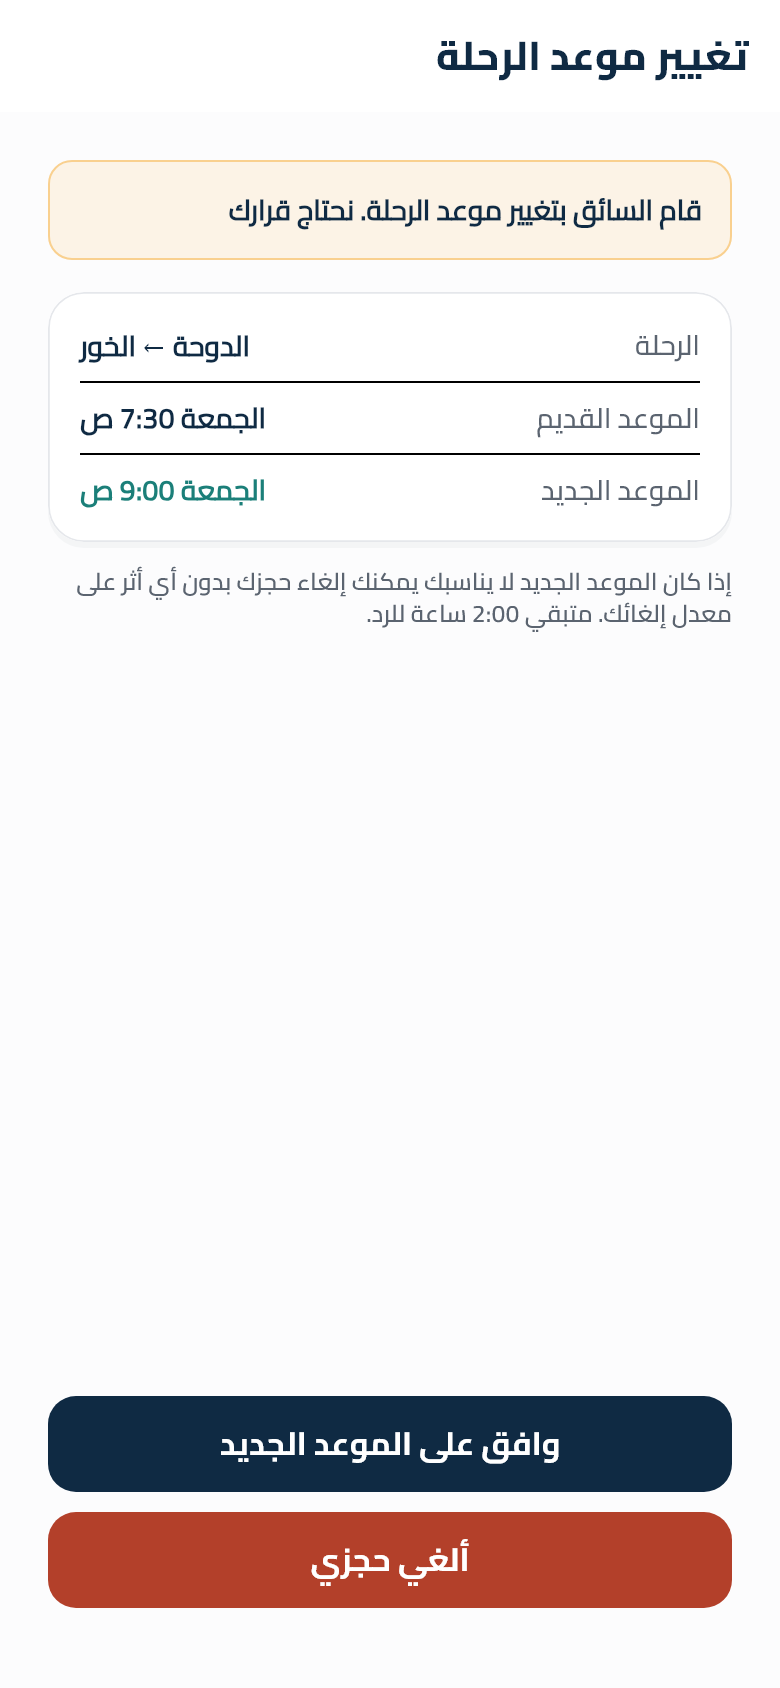 تغيير موعد الرحلة
قام السائق بتغيير موعد الرحلة. نحتاج قرارك
الرحلة الدوحة ← الخور
الموعد القديم الجمعة 7:30 ص
الموعد الجديد الجمعة 9:00 ص
إذا كان الموعد الجديد لا يناسبك يمكنك إلغاء حجزك بدون أي أثر على
معدل إلغائك. متبقي 2:00 ساعة للرد.
وافق على الموعد الجديد
ألغي حجزي